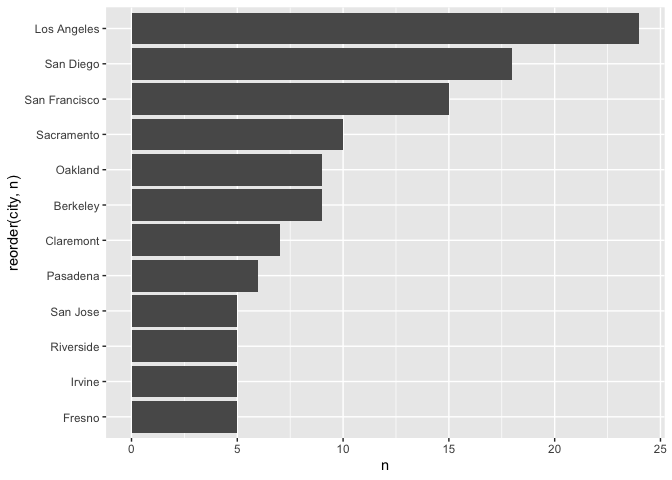 Los Angeles
San Diego
San Francisco
Sacramento
Oakland
Berkeley
Claremont
Pasadena
San Jose
Riverside
Irvine
Fresno
reorder(city, n)
0 5 10 15 20 25
n